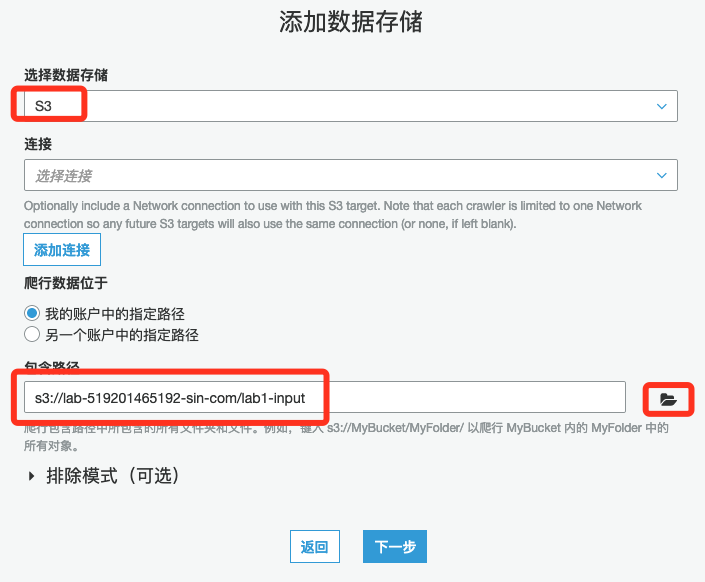 添加数据存储
选择数据存储
S3
连接
选择连接
Optionally include a Network connection to use with this S3 target. Note that each crawler is limited to one Network
connection so any future S3 targets will also use the same connection (or none, if left blank).
添加连接
爬行数据位于
我的账户中的指定路径
另一个账户中的指定路径
包含路径
s3://lab-519201465192-sin-com/lab1-input
爬行包含路径中所包含的所有文件夹和文件。例如，键入 s3://MyBucket/MyFolder/ 以爬行 MyBucket 内的 MyFolder 中的
所有对象。
排除模式（可选）
返回
下一步